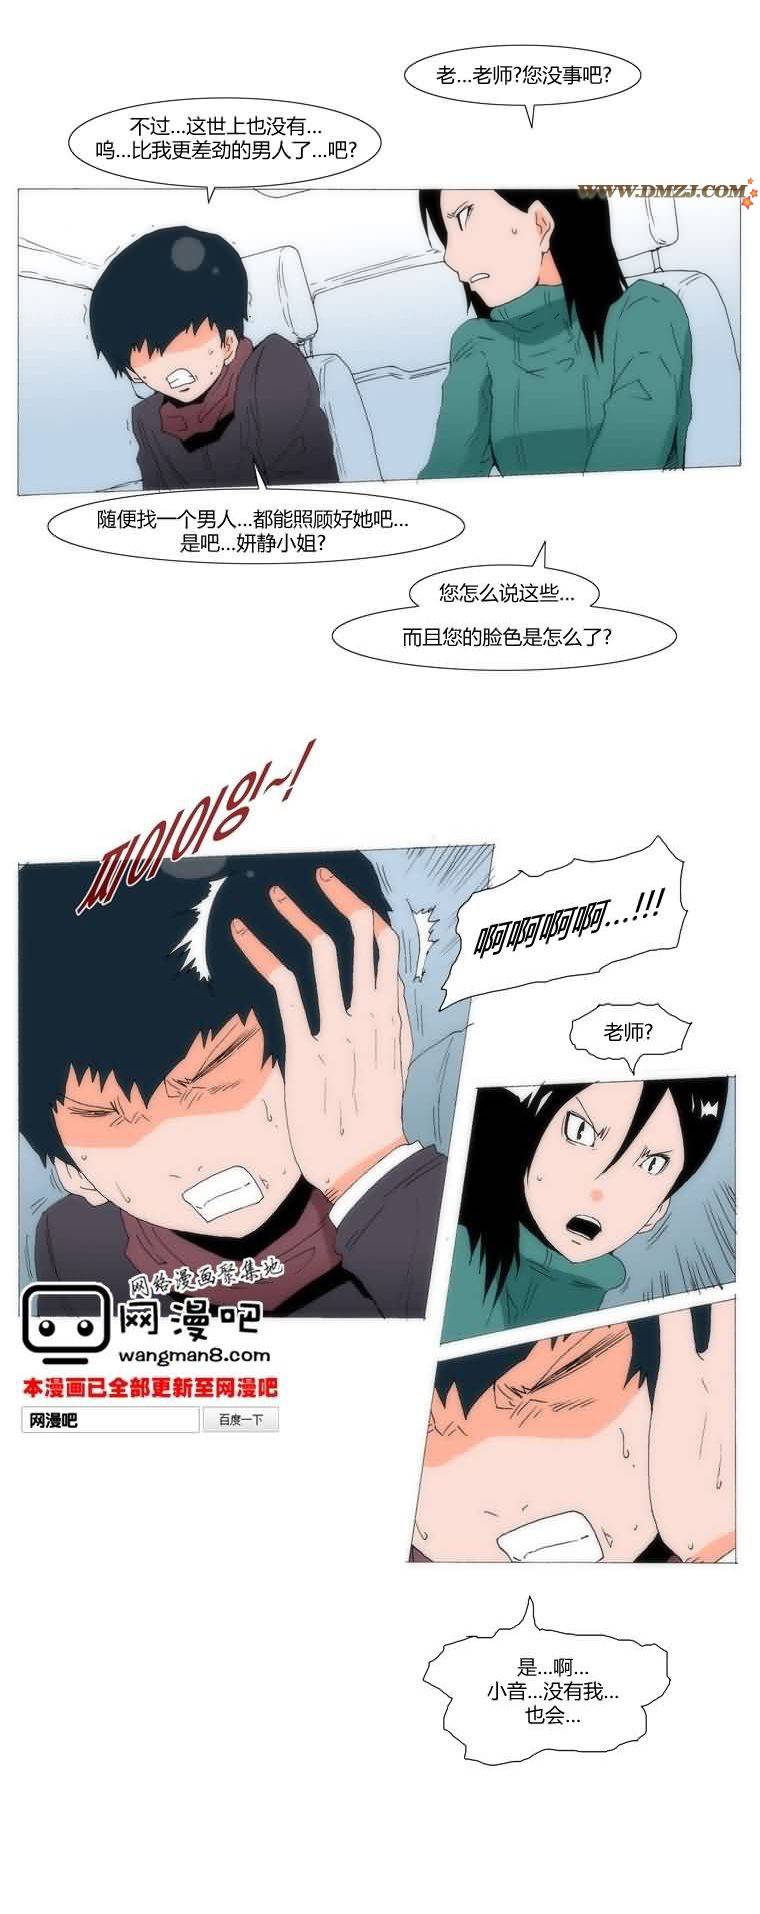 老...老师?您没事吧?
不过...这世上也没有...
呜...比我更差劲的男人了...吧?
WWW.DMZJ.COM
随便找一个男人...都能照顾好她吧...
是吧...妍静小姐?
您怎么说这些...
而且您的脸色是怎么了?
삐이이잉~!
啊啊啊啊...!!!
老师?
网络漫画聚集地
网漫吧
wangman8.com
本漫画已全部更新至网漫吧
网漫吧
百度一下
是...啊...
小音...没有我...
也会...